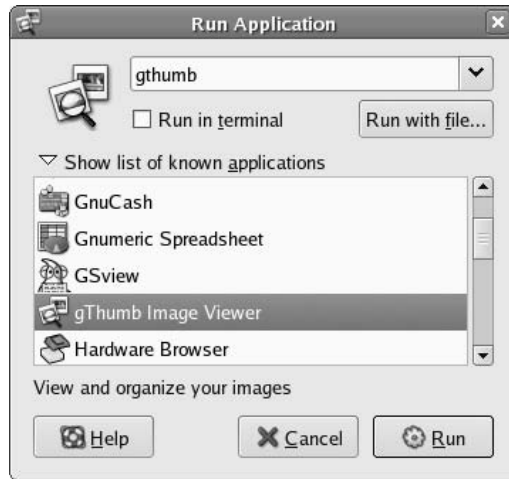 Run Application
gthumb
Run in terminal
Run with file...
Show list of known applications
GnuCash
Gnumeric Spreadsheet
GSview
gThumb Image Viewer
Hardware Browser
View and organize your images
Help
Cancel
Run